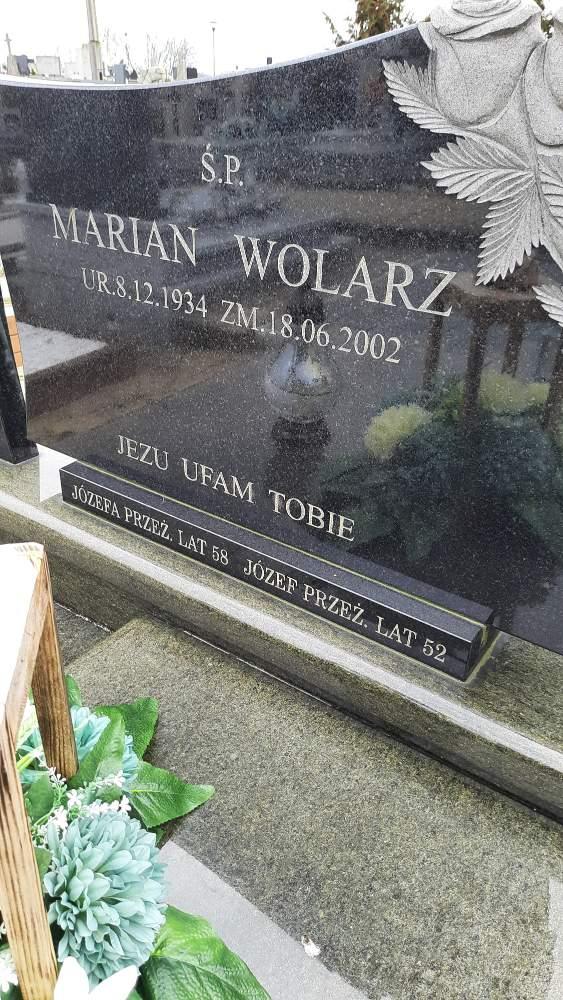 Ś.P.
MARIAN WOLARZ
UR.8.12.1934 ZM.18.06.2002
JEZU UFAM TOBIE
JÓZEFA PRZEŻ. LAT 58 JÓZEF PRZEŻ. LAT 52